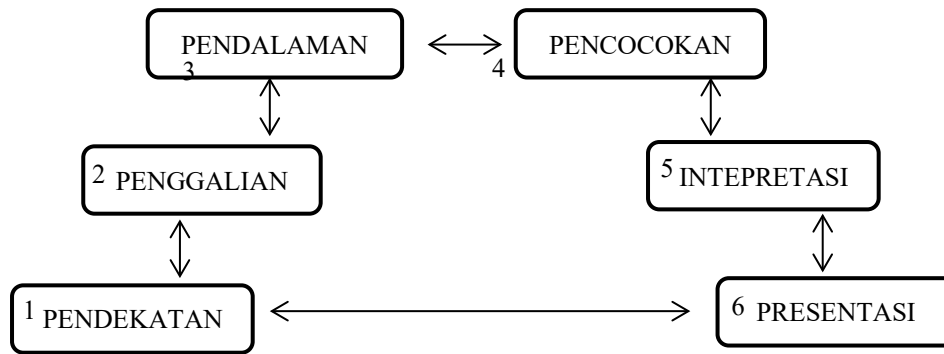 PENDALAMAN
3
PENCOCOKAN
4
2 PENGGALIAN
5 INTEPRETASI
1 PENDEKATAN
6 PRESENTASI